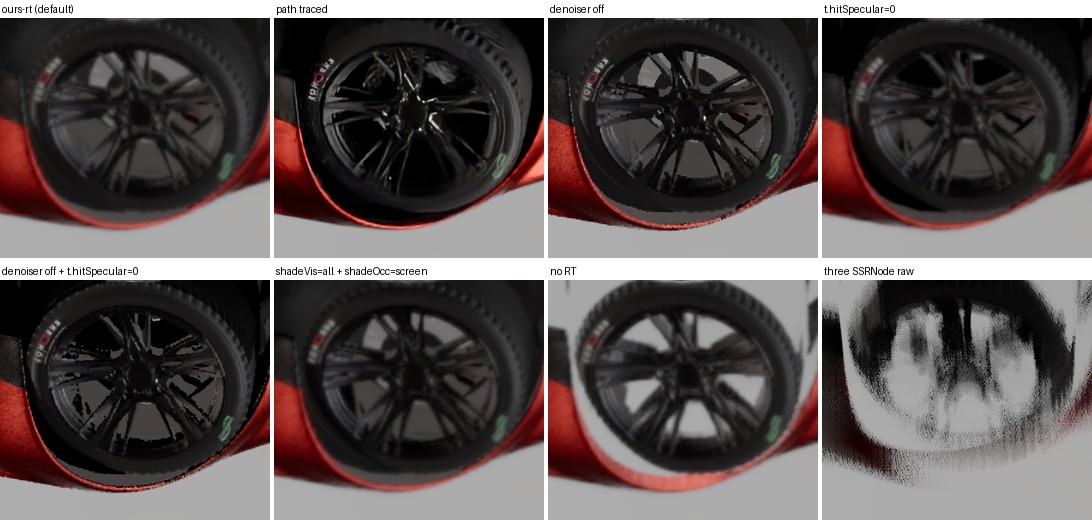 ours-rt (default)
path traced
denoiser off
t.hitSpecular=0
denoiser off + t.hitSpecular=0
shadeVis=all + shadeOcc=screen
no RT
three SSRNode raw